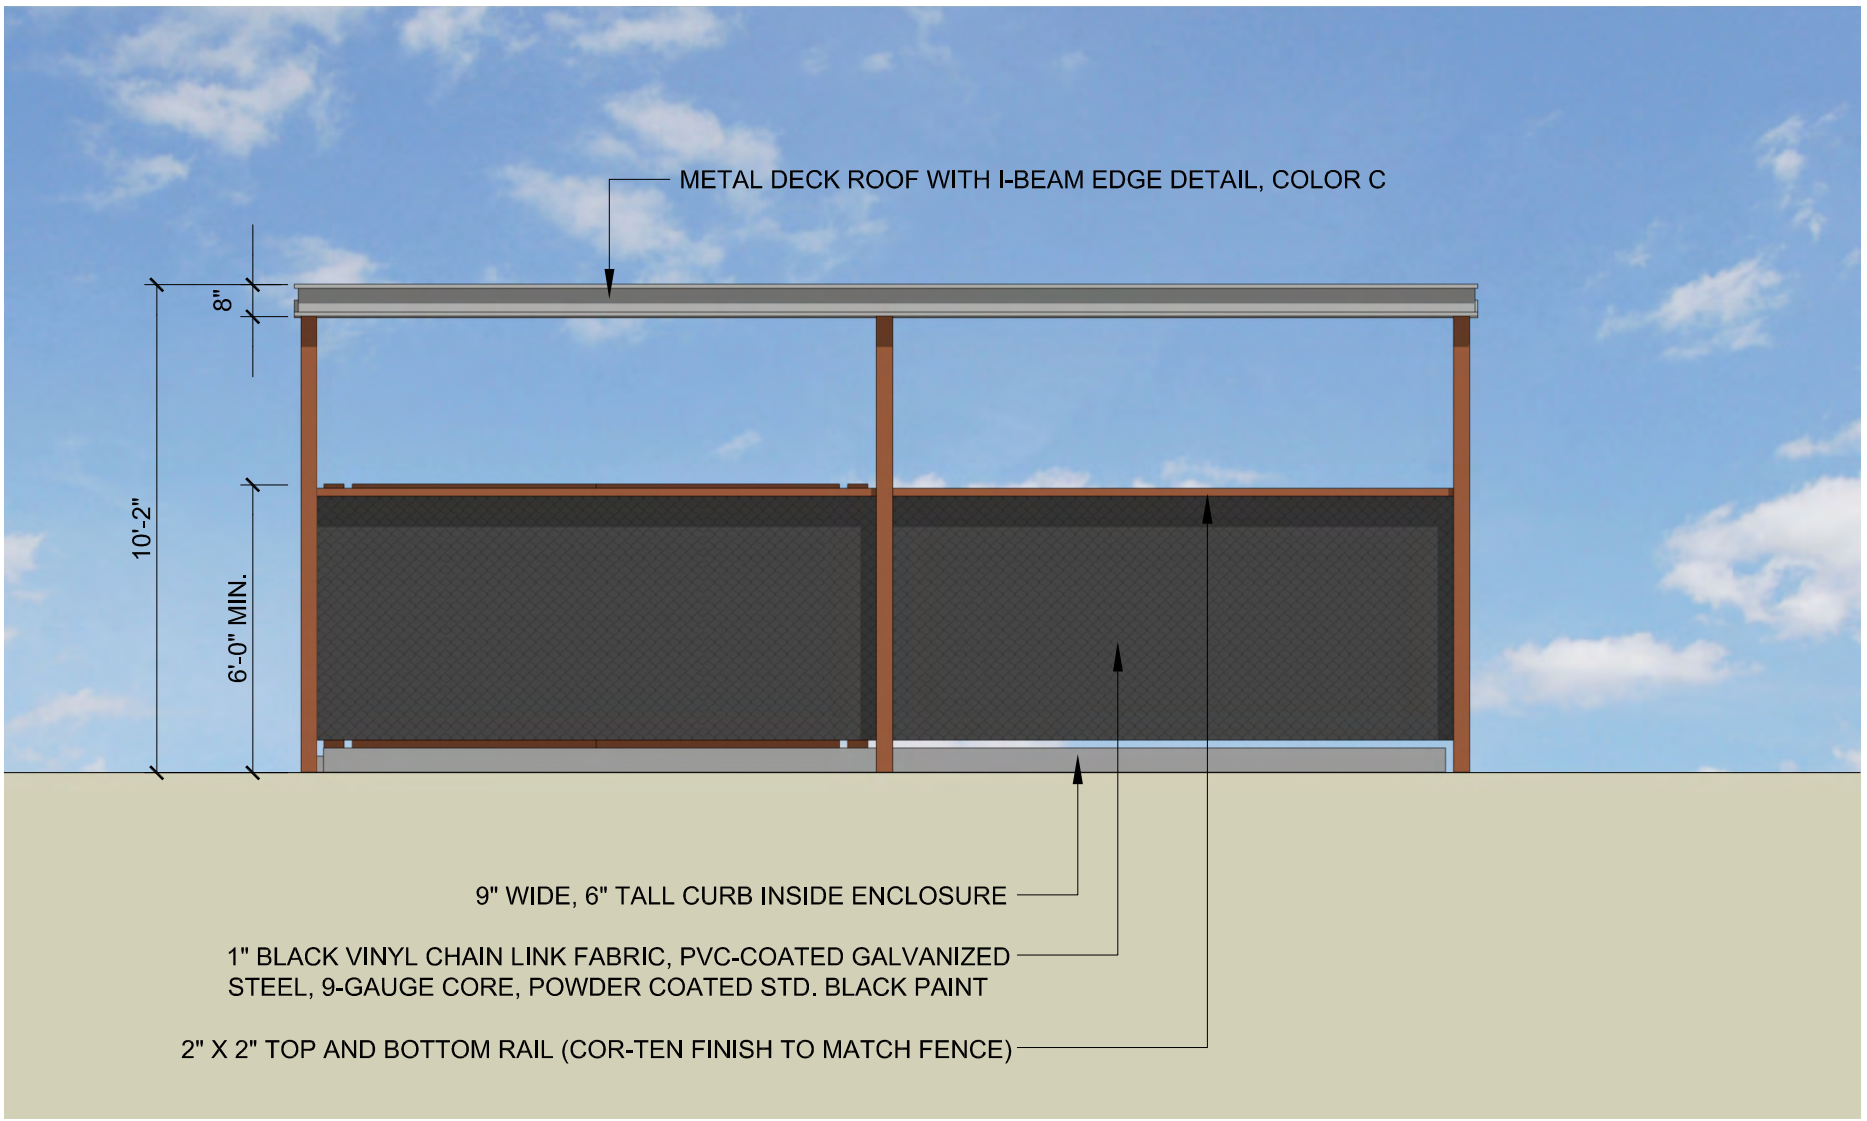 METAL DECK ROOF WITH I-BEAM EDGE DETAIL, COLOR C
8"
10'-2"
6'-0" MIN.
9" WIDE, 6" TALL CURB INSIDE ENCLOSURE
1" BLACK VINYL CHAIN LINK FABRIC, PVC-COATED GALVANIZED
STEEL, 9-GAUGE CORE, POWDER COATED STD. BLACK PAINT
2" X 2" TOP AND BOTTOM RAIL (COR-TEN FINISH TO MATCH FENCE)